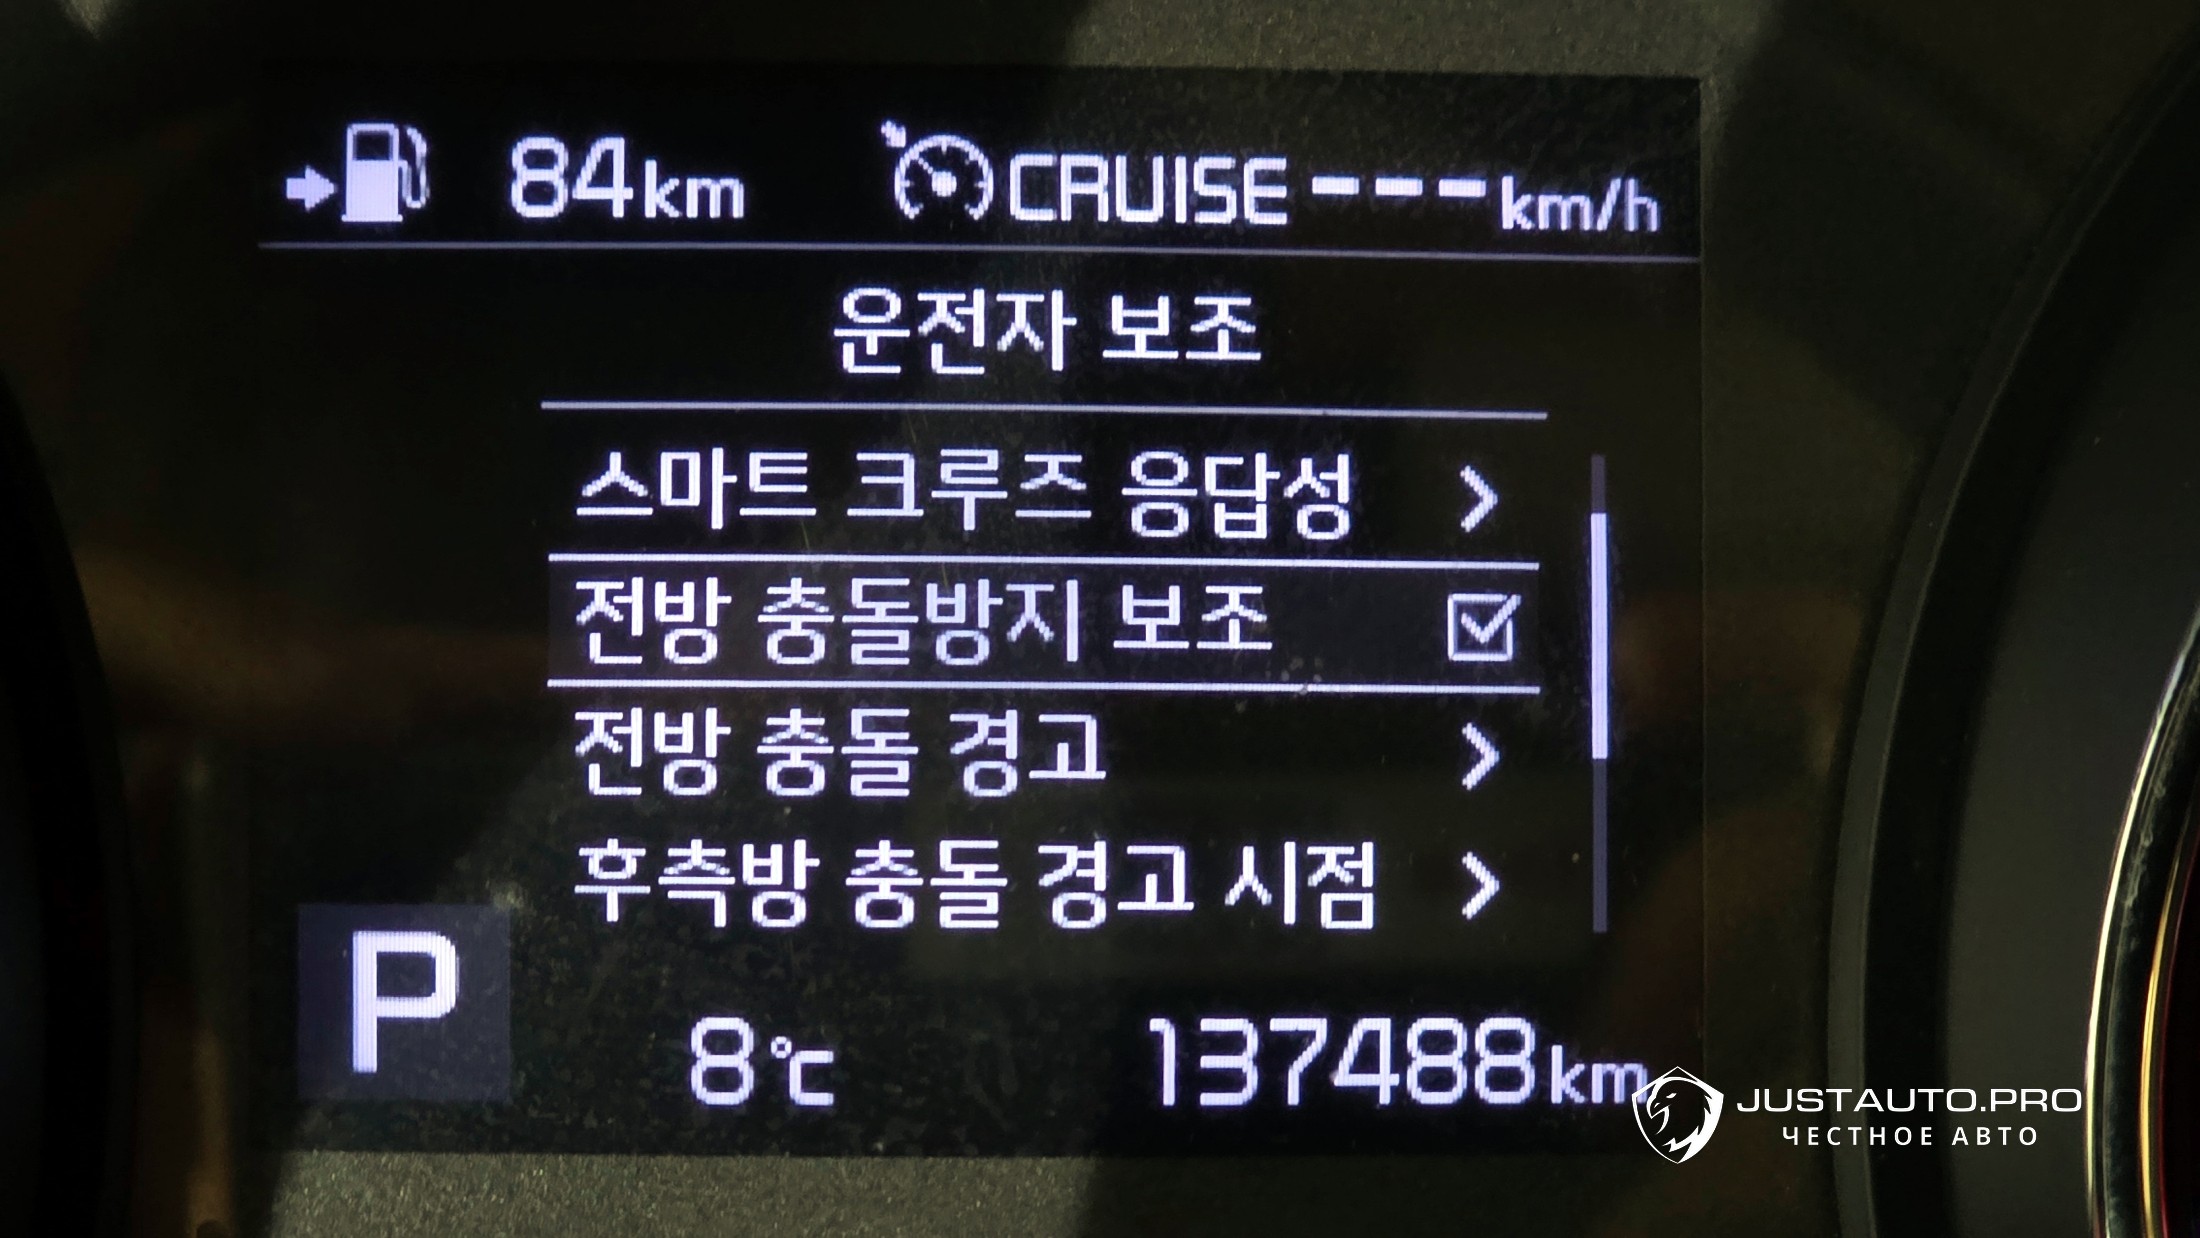 84km CRUISE ---km/h
운전자 보조
스마트 크루즈 응답성
전방 충돌방지 보조
전방 충돌 경고
후측방 충돌 경고 시점
P
8℃ 137488km
JUSTAUTO.PRO
ЧЕСТНОЕ АВТО